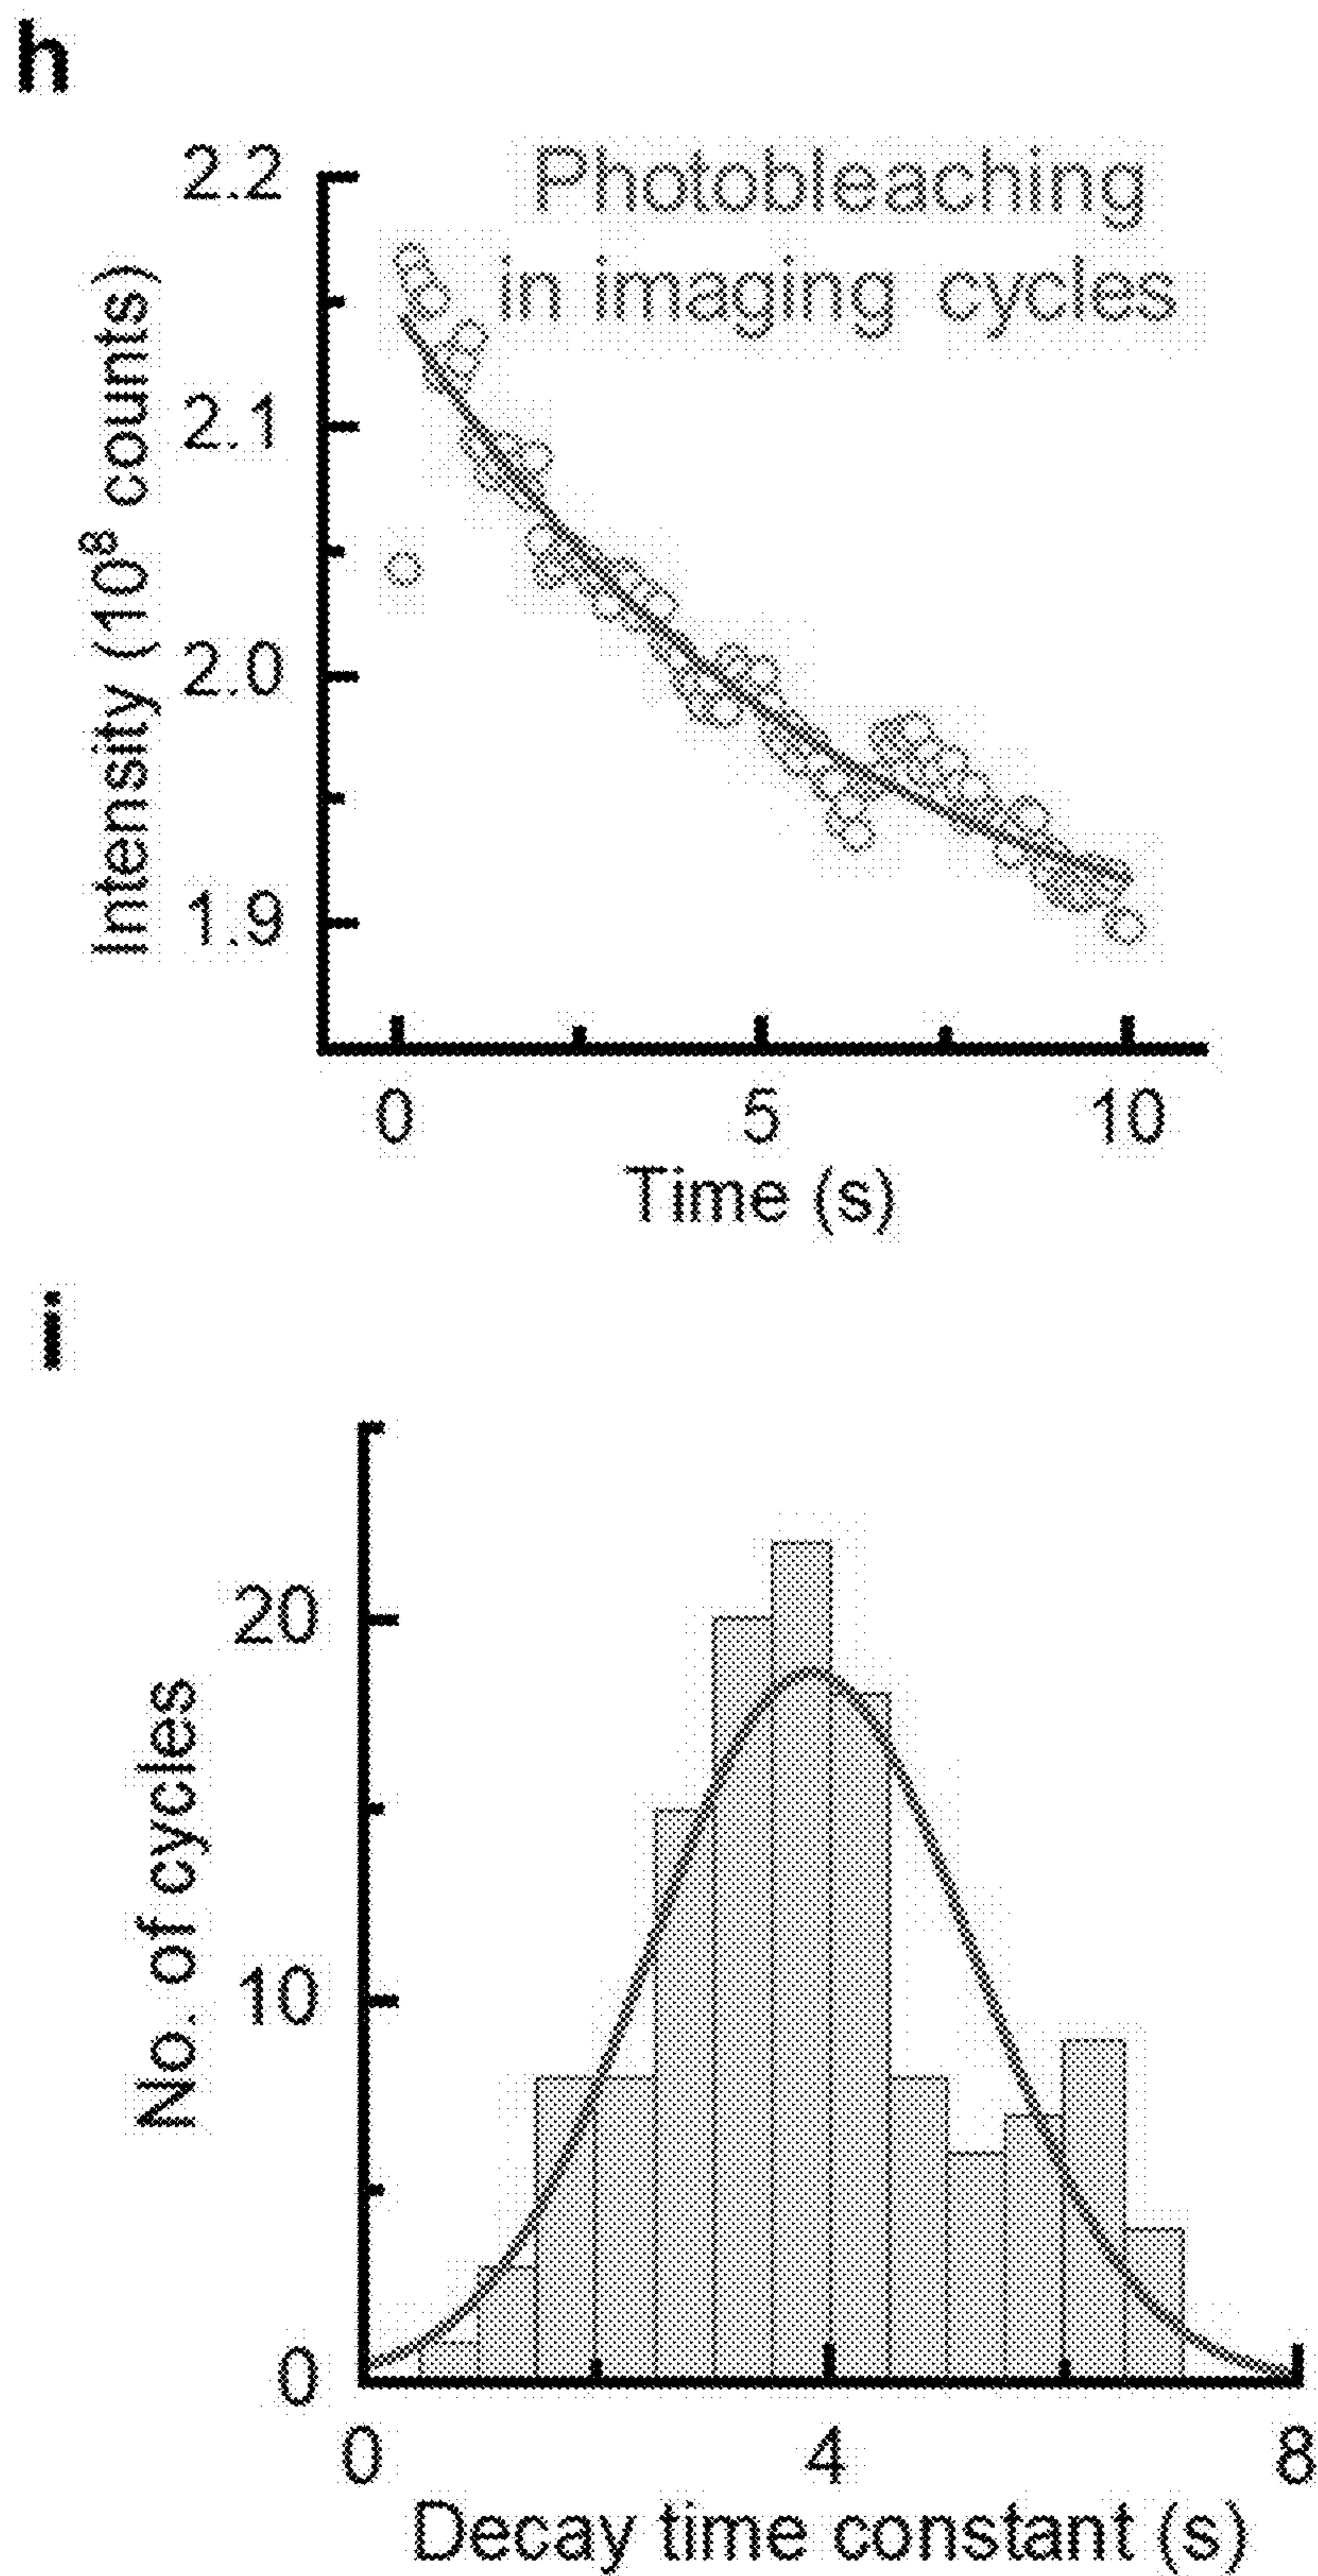 h
Photobleaching
in imaging cycles
2.2
2.1
2.0
1.9
Intensity (10⁸ counts)
0 5 10
Time (s)
i
20
10
0
No. of cycles
0 4 8
Decay time constant (s)